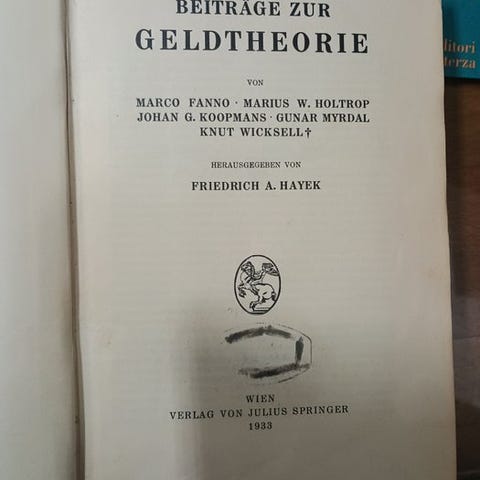 BEITRÄGE ZUR
GELDTHEORIE
VON
MARCO FANNO · MARIUS W. HOLTROP
JOHAN G. KOOPMANS · GUNAR MYRDAL
KNUT WICKSELL†
HERAUSGEGEBEN VON
FRIEDRICH A. HAYEK
WIEN
VERLAG VON JULIUS SPRINGER
1933
ditori
terza